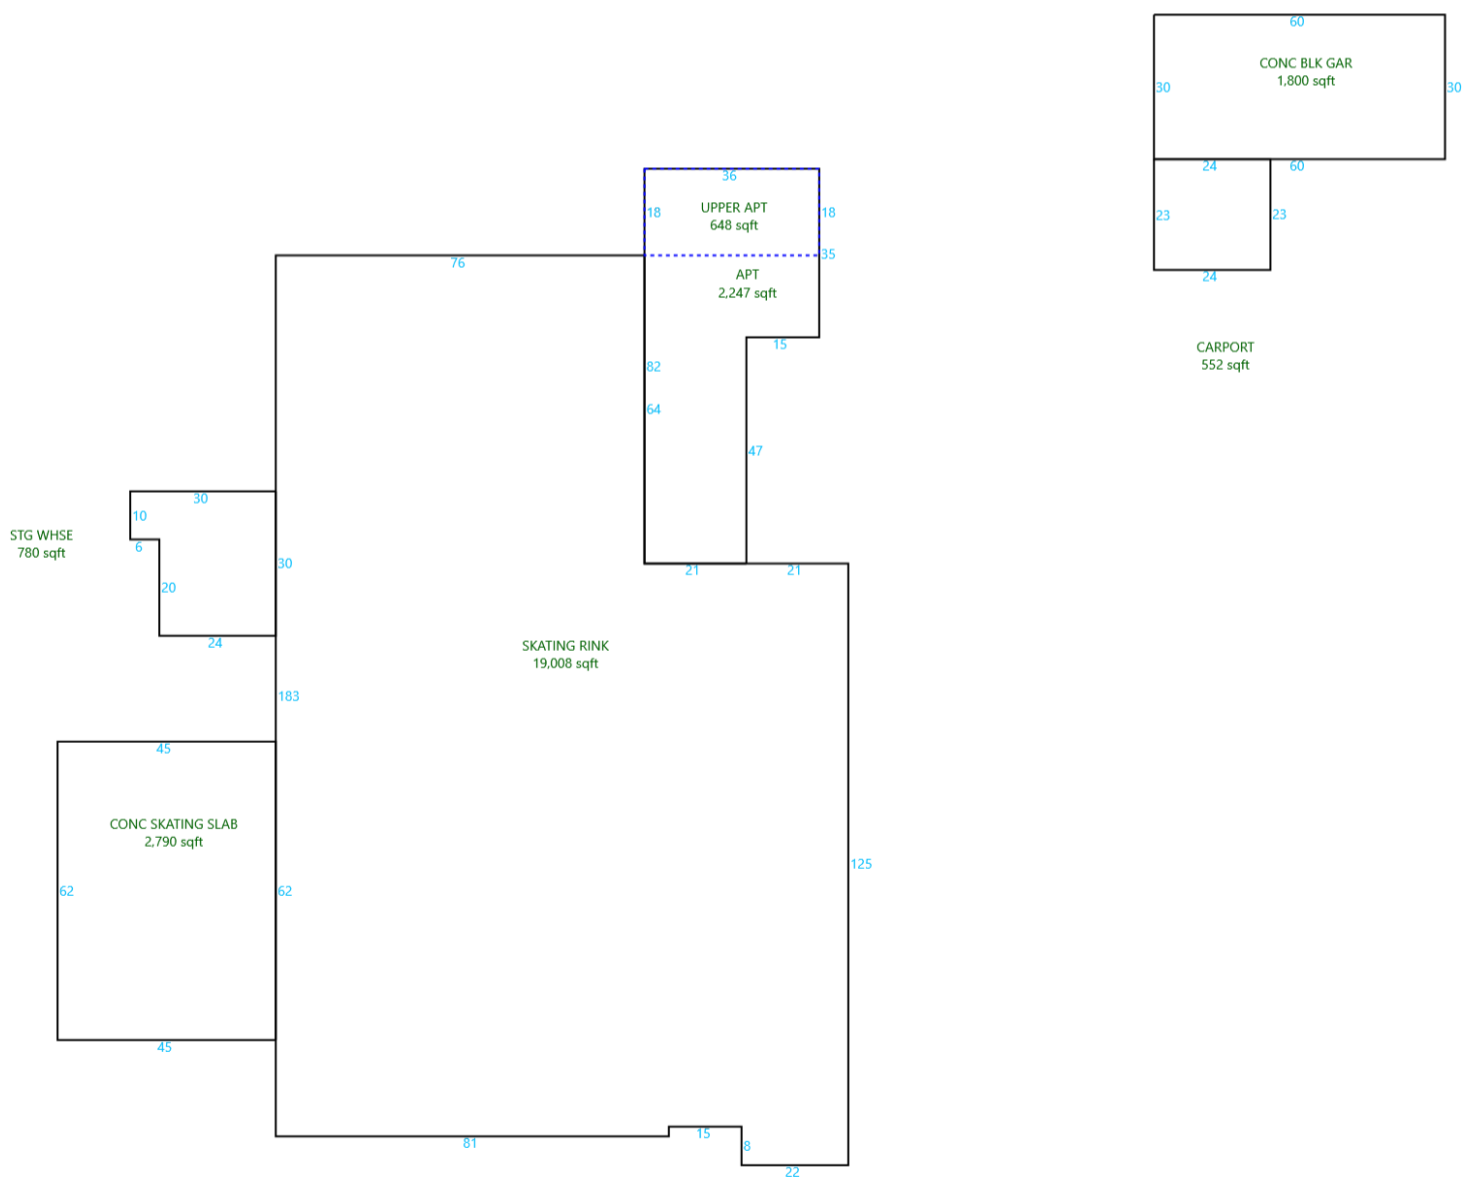 60
CONC BLK GAR
1,800 sqft
30
30
24
60
36
UPPER APT
648 sqft
18
18
23
23
35
76
APT
2,247 sqft
24
15
CARPORT
552 sqft
82
64
47
30
10
STG WHSE
780 sqft
6
30
21
21
20
24
SKATING RINK
19,008 sqft
183
45
CONC SKATING SLAB
2,790 sqft
125
62
62
45
15
81
8
22